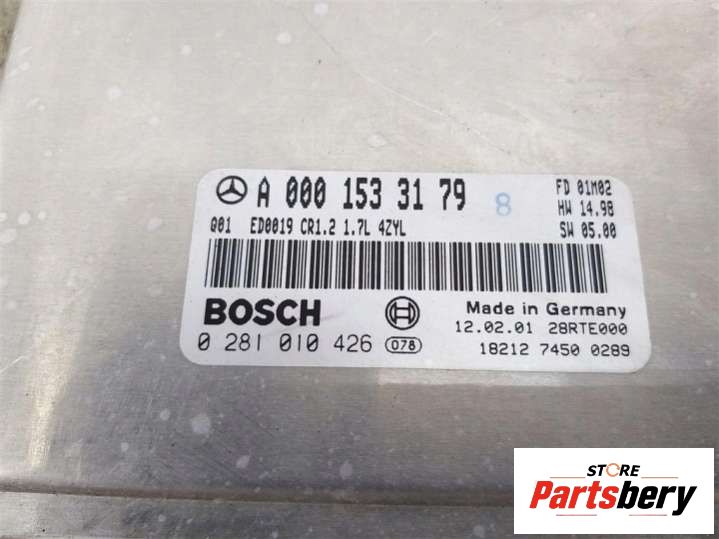 A 000 153 31 79
8
FD 01M02
HW 14.98
SW 05.00
Q01 ED0019 CR1.2 1.7L 4ZYL
BOSCH
Made in Germany
0 281 010 426 078
12.02.01 28RTE000
18212 7450 0289
STORE
Partsbery